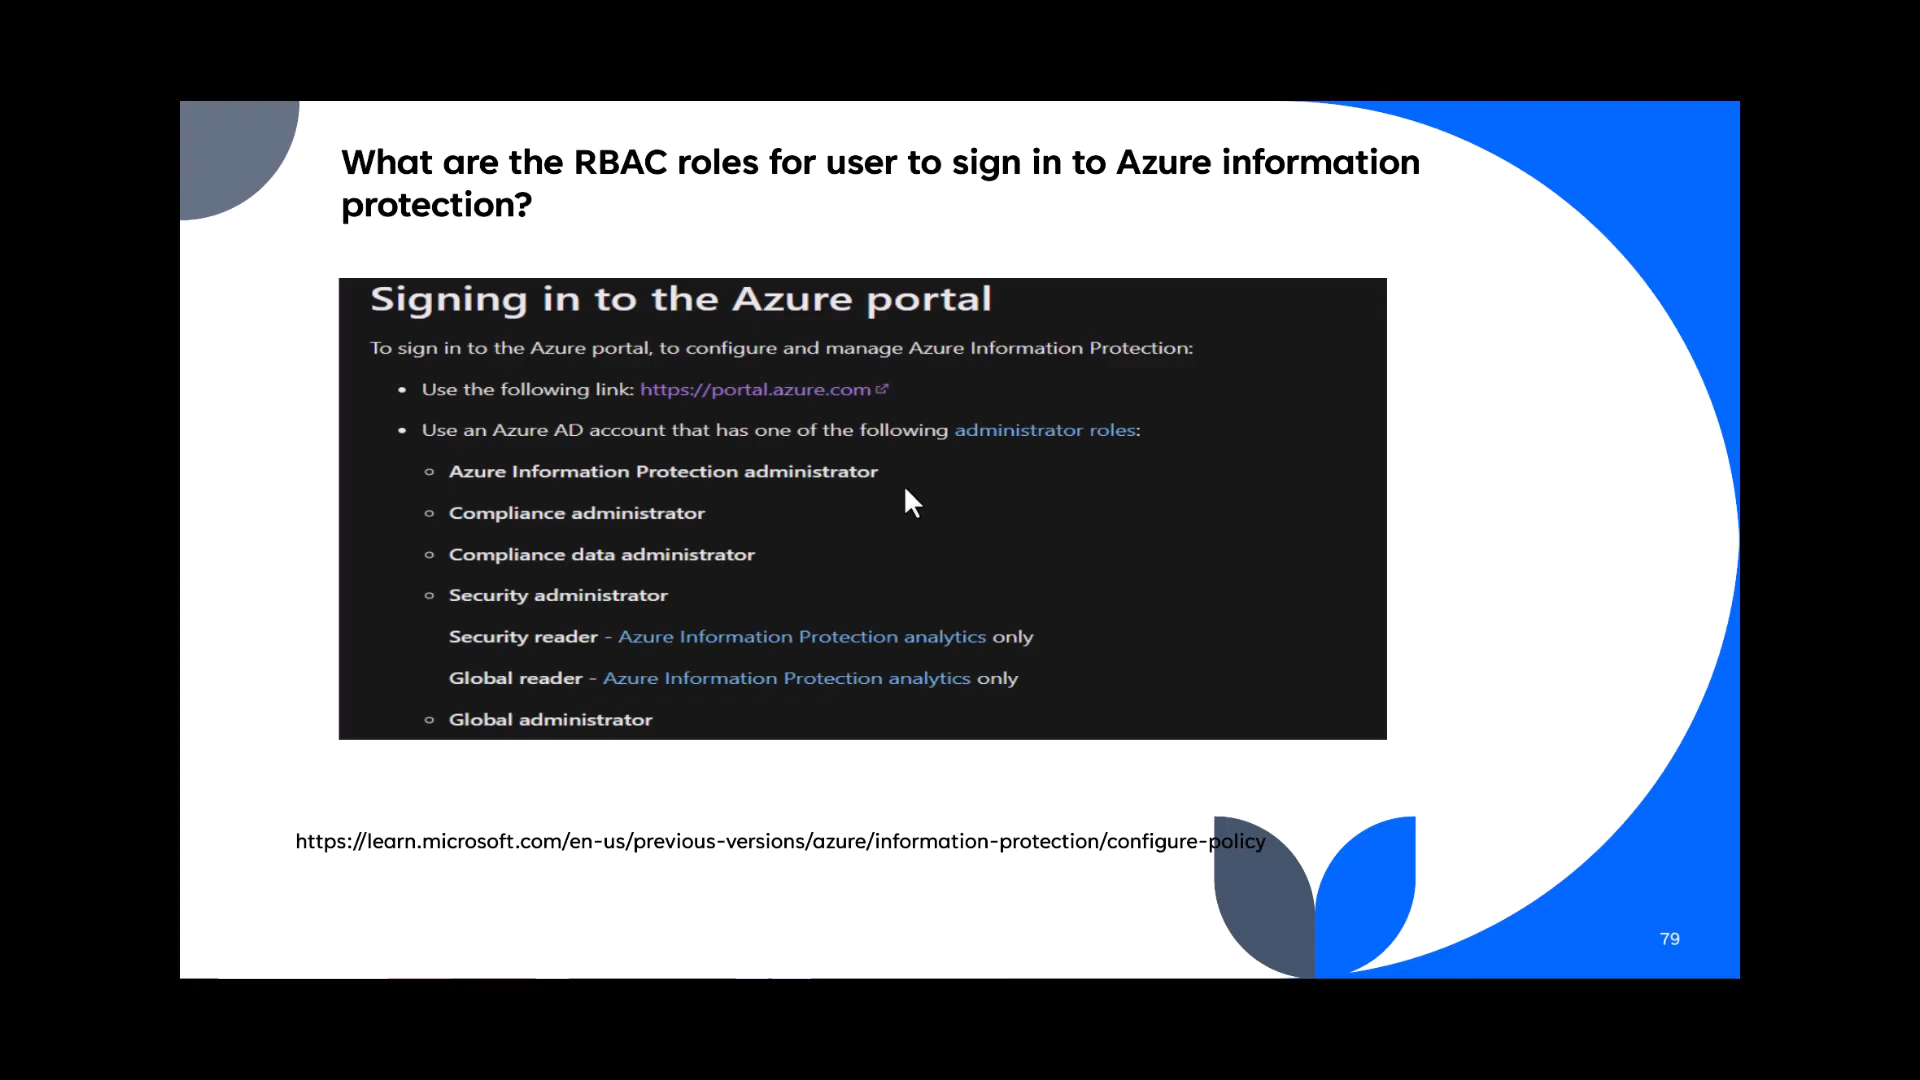 What are the RBAC roles for user to sign in to Azure information
protection?
Signing in to the Azure portal
To sign in to the Azure portal, to configure and manage Azure Information Protection:
• Use the following link: https://portal.azure.com
• Use an Azure AD account that has one of the following administrator roles:
○ Azure Information Protection administrator
○ Compliance administrator
○ Compliance data administrator
○ Security administrator
Security reader - Azure Information Protection analytics only
Global reader - Azure Information Protection analytics only
○ Global administrator
https://learn.microsoft.com/en-us/previous-versions/azure/information-protection/configure-policy
79